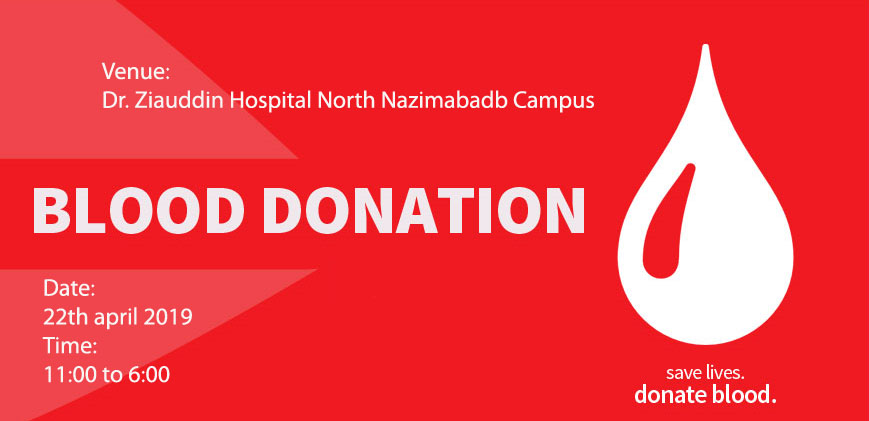 Venue:
Dr. Ziauddin Hospital North Nazimabadb Campus
BLOOD DONATION
Date:
22th april 2019
Time:
11:00 to 6:00
save lives.
donate blood.